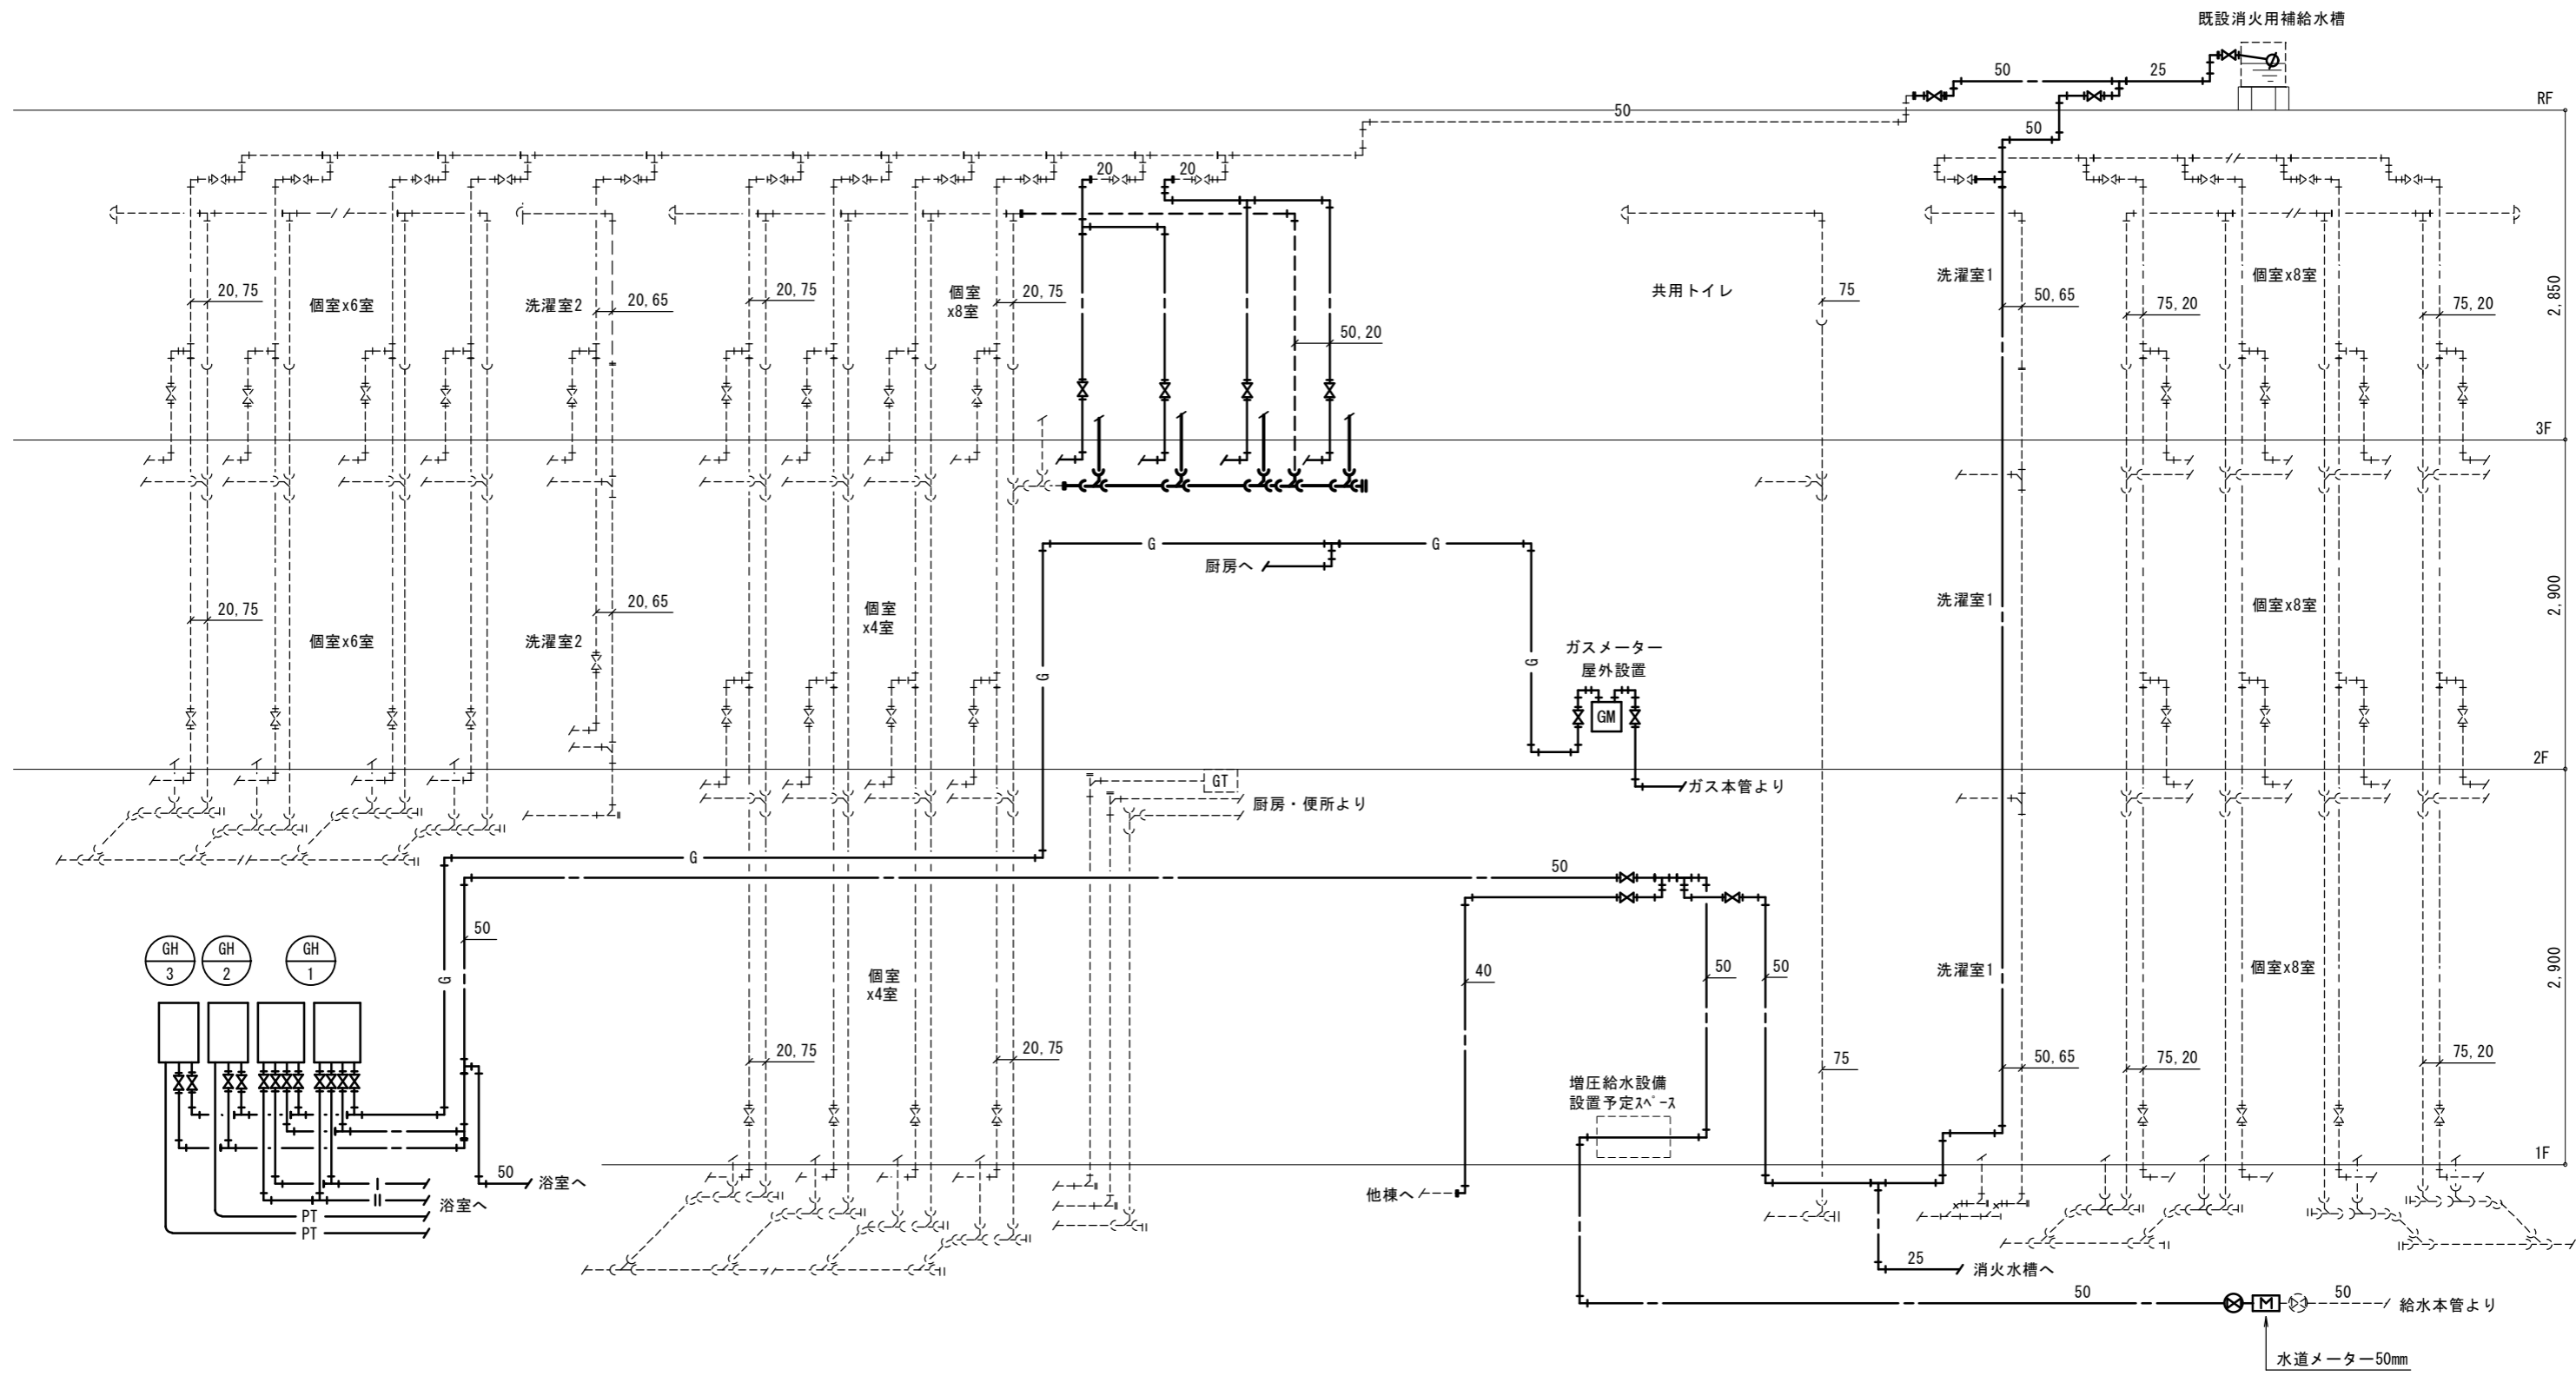 既設消火用補給水槽
50
25
50
RF
50
20
20
20,75
個室x6室
洗濯室2
20,65
20,75
個室
x8室
20,75
50,20
共用トイレ
75
洗濯室1
50,65
75,20
個室x8室
75,20
2,850
3F
G
G
厨房へ
20,75
個室x6室
洗濯室2
20,65
個室
x4室
G
G
ガスメーター
屋外設置
GM
ガス本管より
洗濯室1
個室x8室
2,900
2F
GT
厨房・便所より
G
50
50
GH
3
GH
2
GH
1
G
個室
x4室
40
50
50
洗濯室1
個室x8室
2,900
20,75
20,75
75
50,65
75,20
75,20
増圧給水設備
設置予定スペース
1F
50
浴室へ
I
II
浴室へ
PT
PT
他棟へ
25
消火水槽へ
50
M
50
給水本管より
水道メーター50mm